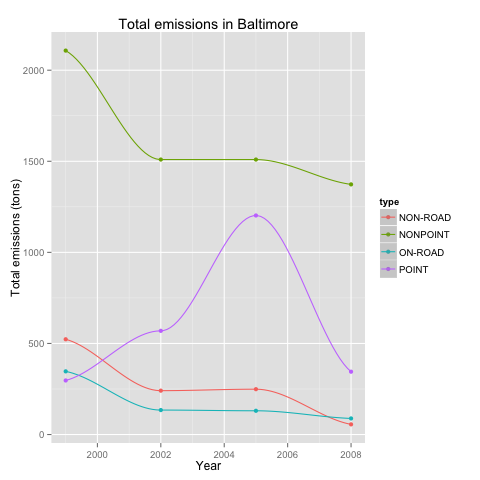 Total emissions in Baltimore
Total emissions (tons)
2000
1500
1000
500
0
2000
2002
2004
2006
2008
Year
type
NON-ROAD
NONPOINT
ON-ROAD
POINT